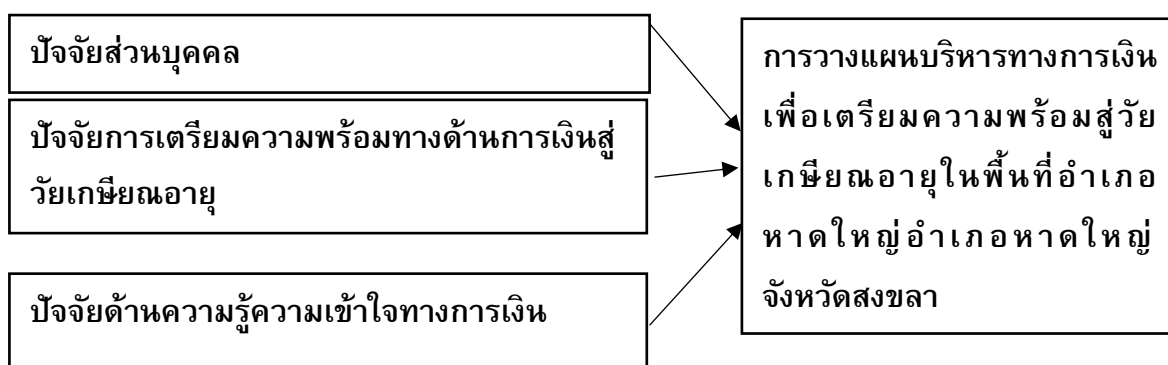 ปัจจัยส่วนบุคคล
ปัจจัยการเตรียมความพร้อมทางด้านการเงินสู่
วัยเกษียณอายุ
ปัจจัยด้านความรู้ความเข้าใจทางการเงิน
การวางแผนบริหารทางการเงิน
เพื่อเตรียมความพร้อมสู่วัย
เกษียณอายุในพื้นที่อำเภอ
หาดใหญ่อำเภอหาดใหญ่
จังหวัดสงขลา